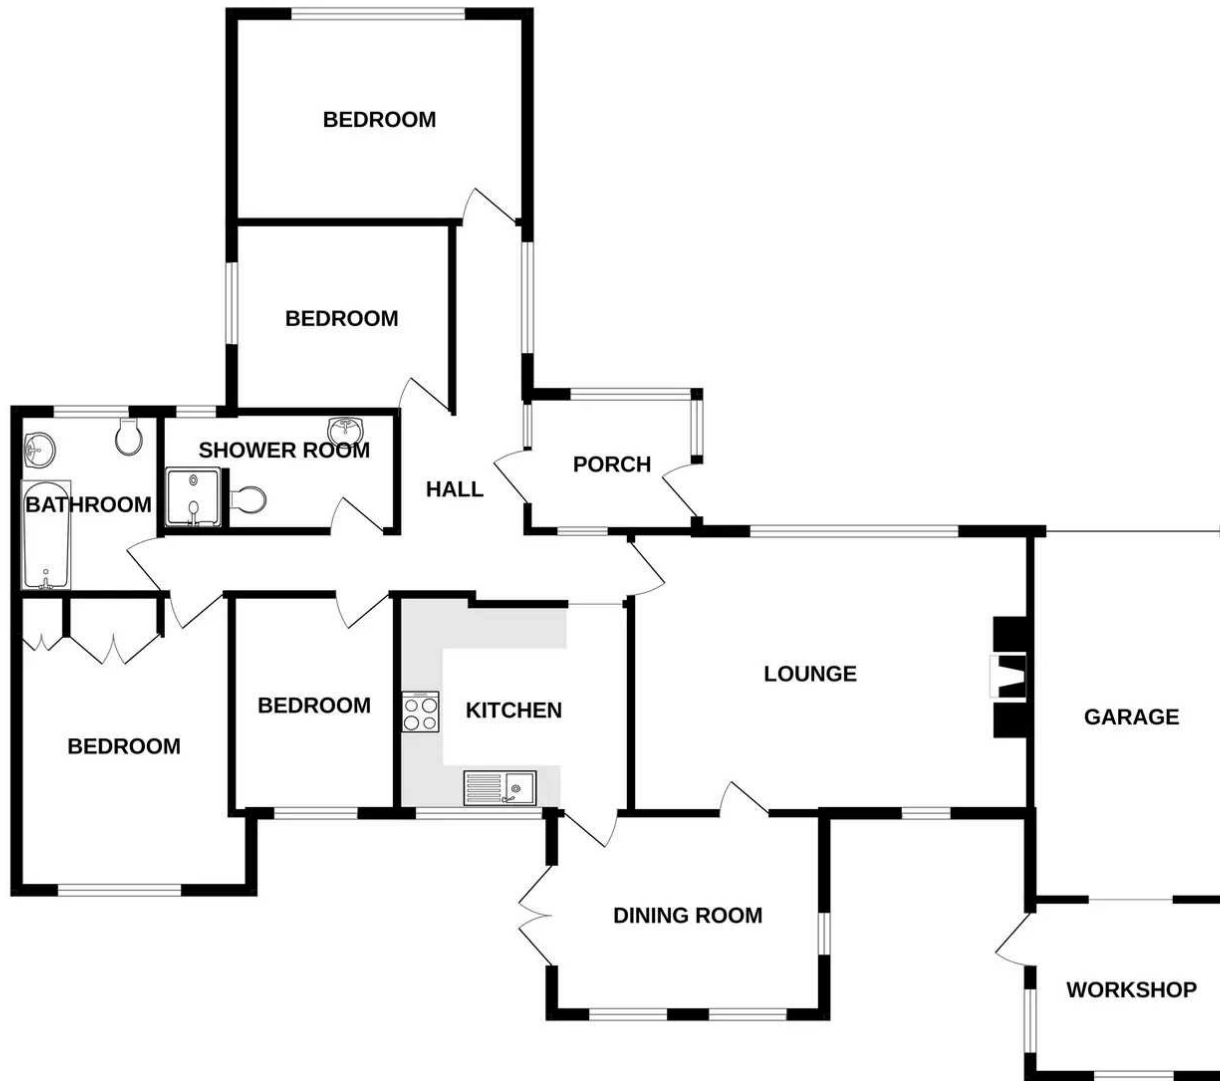 BEDROOM
BEDROOM
SHOWER ROOM
PORCH
HALL
BATHROOM
LOUNGE
BEDROOM
KITCHEN
GARAGE
BEDROOM
DINING ROOM
WORKSHOP